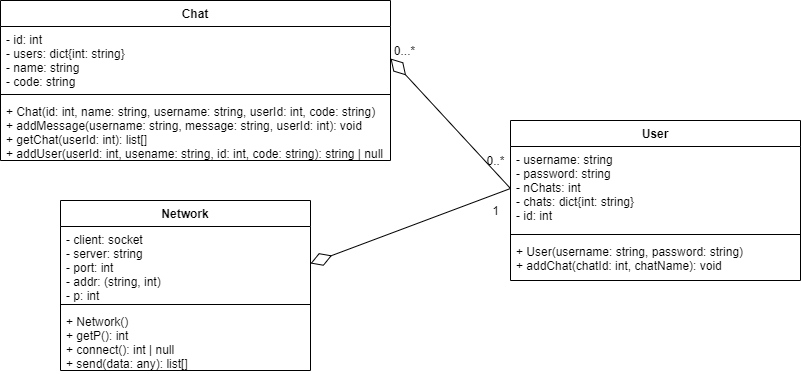 Chat
- id: int
- users: dict{int: string}
- name: string
- code: string
+ Chat(id: int, name: string, username: string, userId: int, code: string)
+ addMessage(username: string, message: string, userId: int): void
+ getChat(userId: int): list[]
+ addUser(userId: int, usename: string, id: int, code: string): string | null
0...*
0..*
1
User
- username: string
- password: string
- nChats: int
- chats: dict{int: string}
- id: int
+ User(username: string, password: string)
+ addChat(chatId: int, chatName): void
Network
- client: socket
- server: string
- port: int
- addr: (string, int)
- p: int
+ Network()
+ getP(): int
+ connect(): int | null
+ send(data: any): list[]